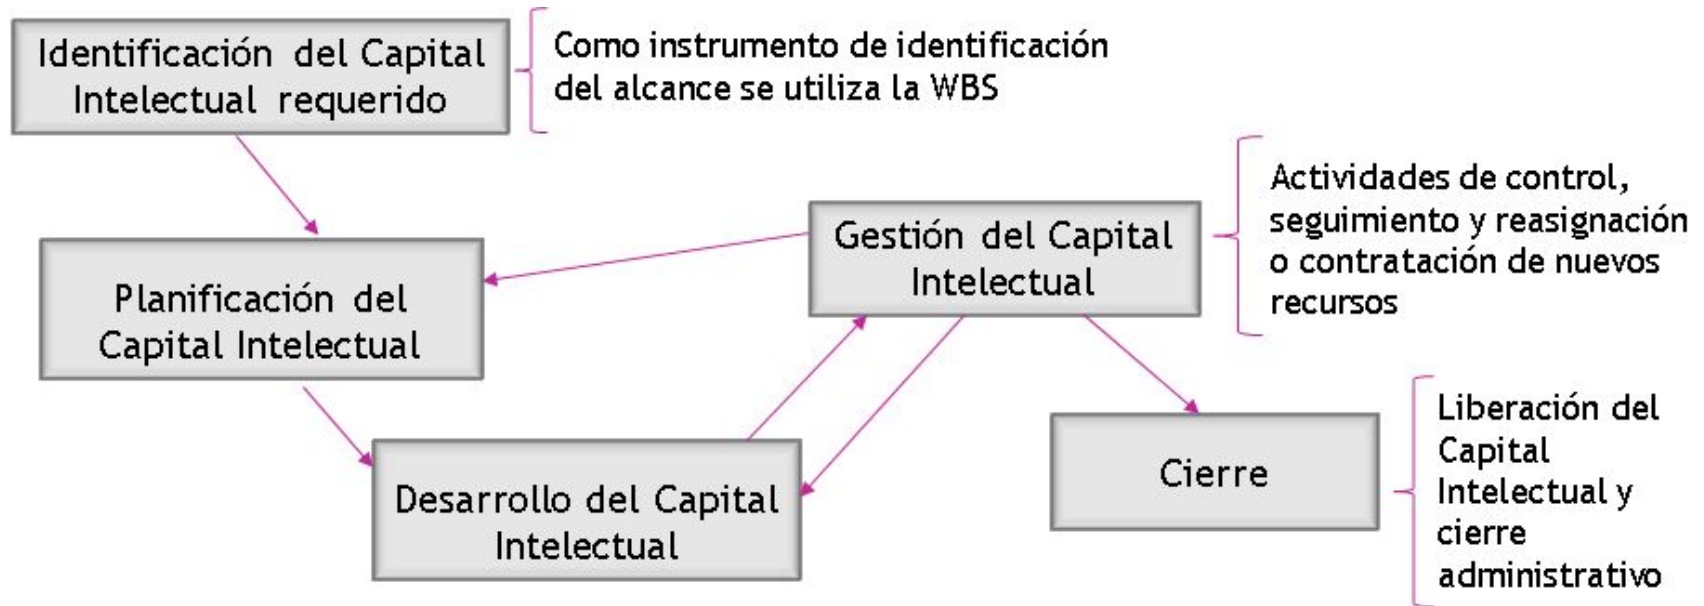 Identificación del Capital
Intelectual requerido
Como instrumento de identificación
del alcance se utiliza la WBS
Gestión del Capital
Intelectual
Actividades de control,
seguimiento y reasignación
o contratación de nuevos
recursos
Planificación del
Capital Intelectual
Desarrollo del Capital
Intelectual
Cierre
Liberación del
Capital
Intelectual y
cierre
administrativo